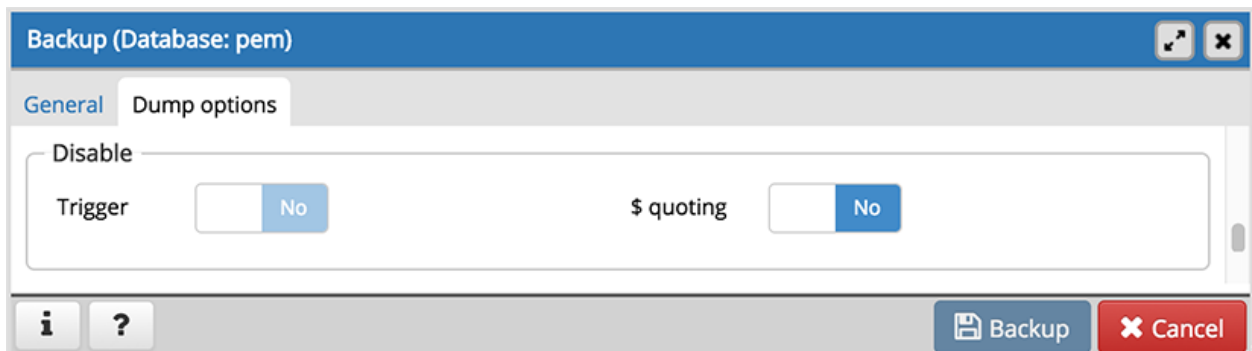 Backup (Database: pem)
General Dump options
Disable
Trigger No $ quoting No
i ? Backup Cancel